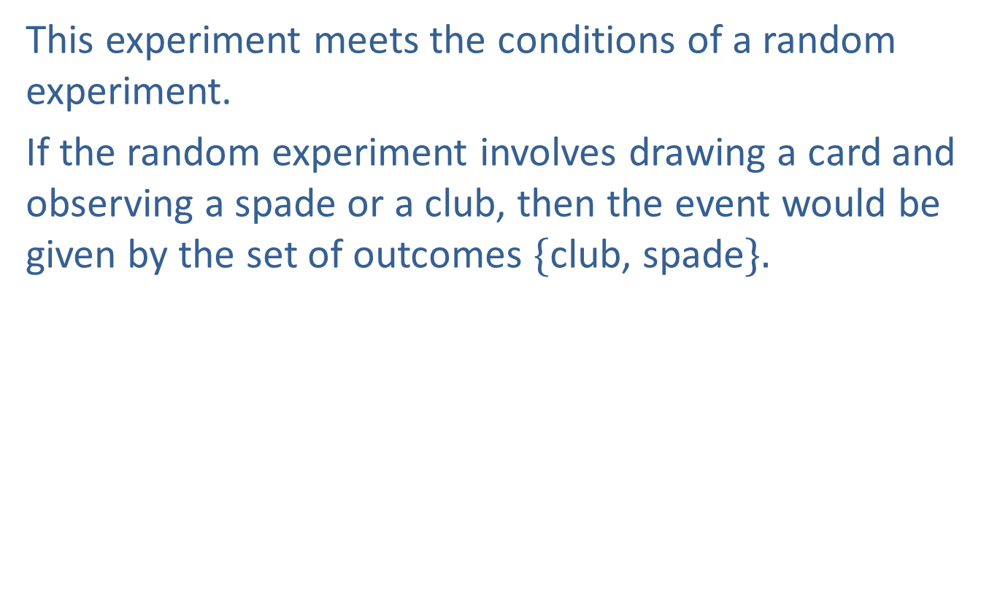 This experiment meets the conditions of a random
experiment.
If the random experiment involves drawing a card and
observing a spade or a club, then the event would be
given by the set of outcomes {club, spade}.